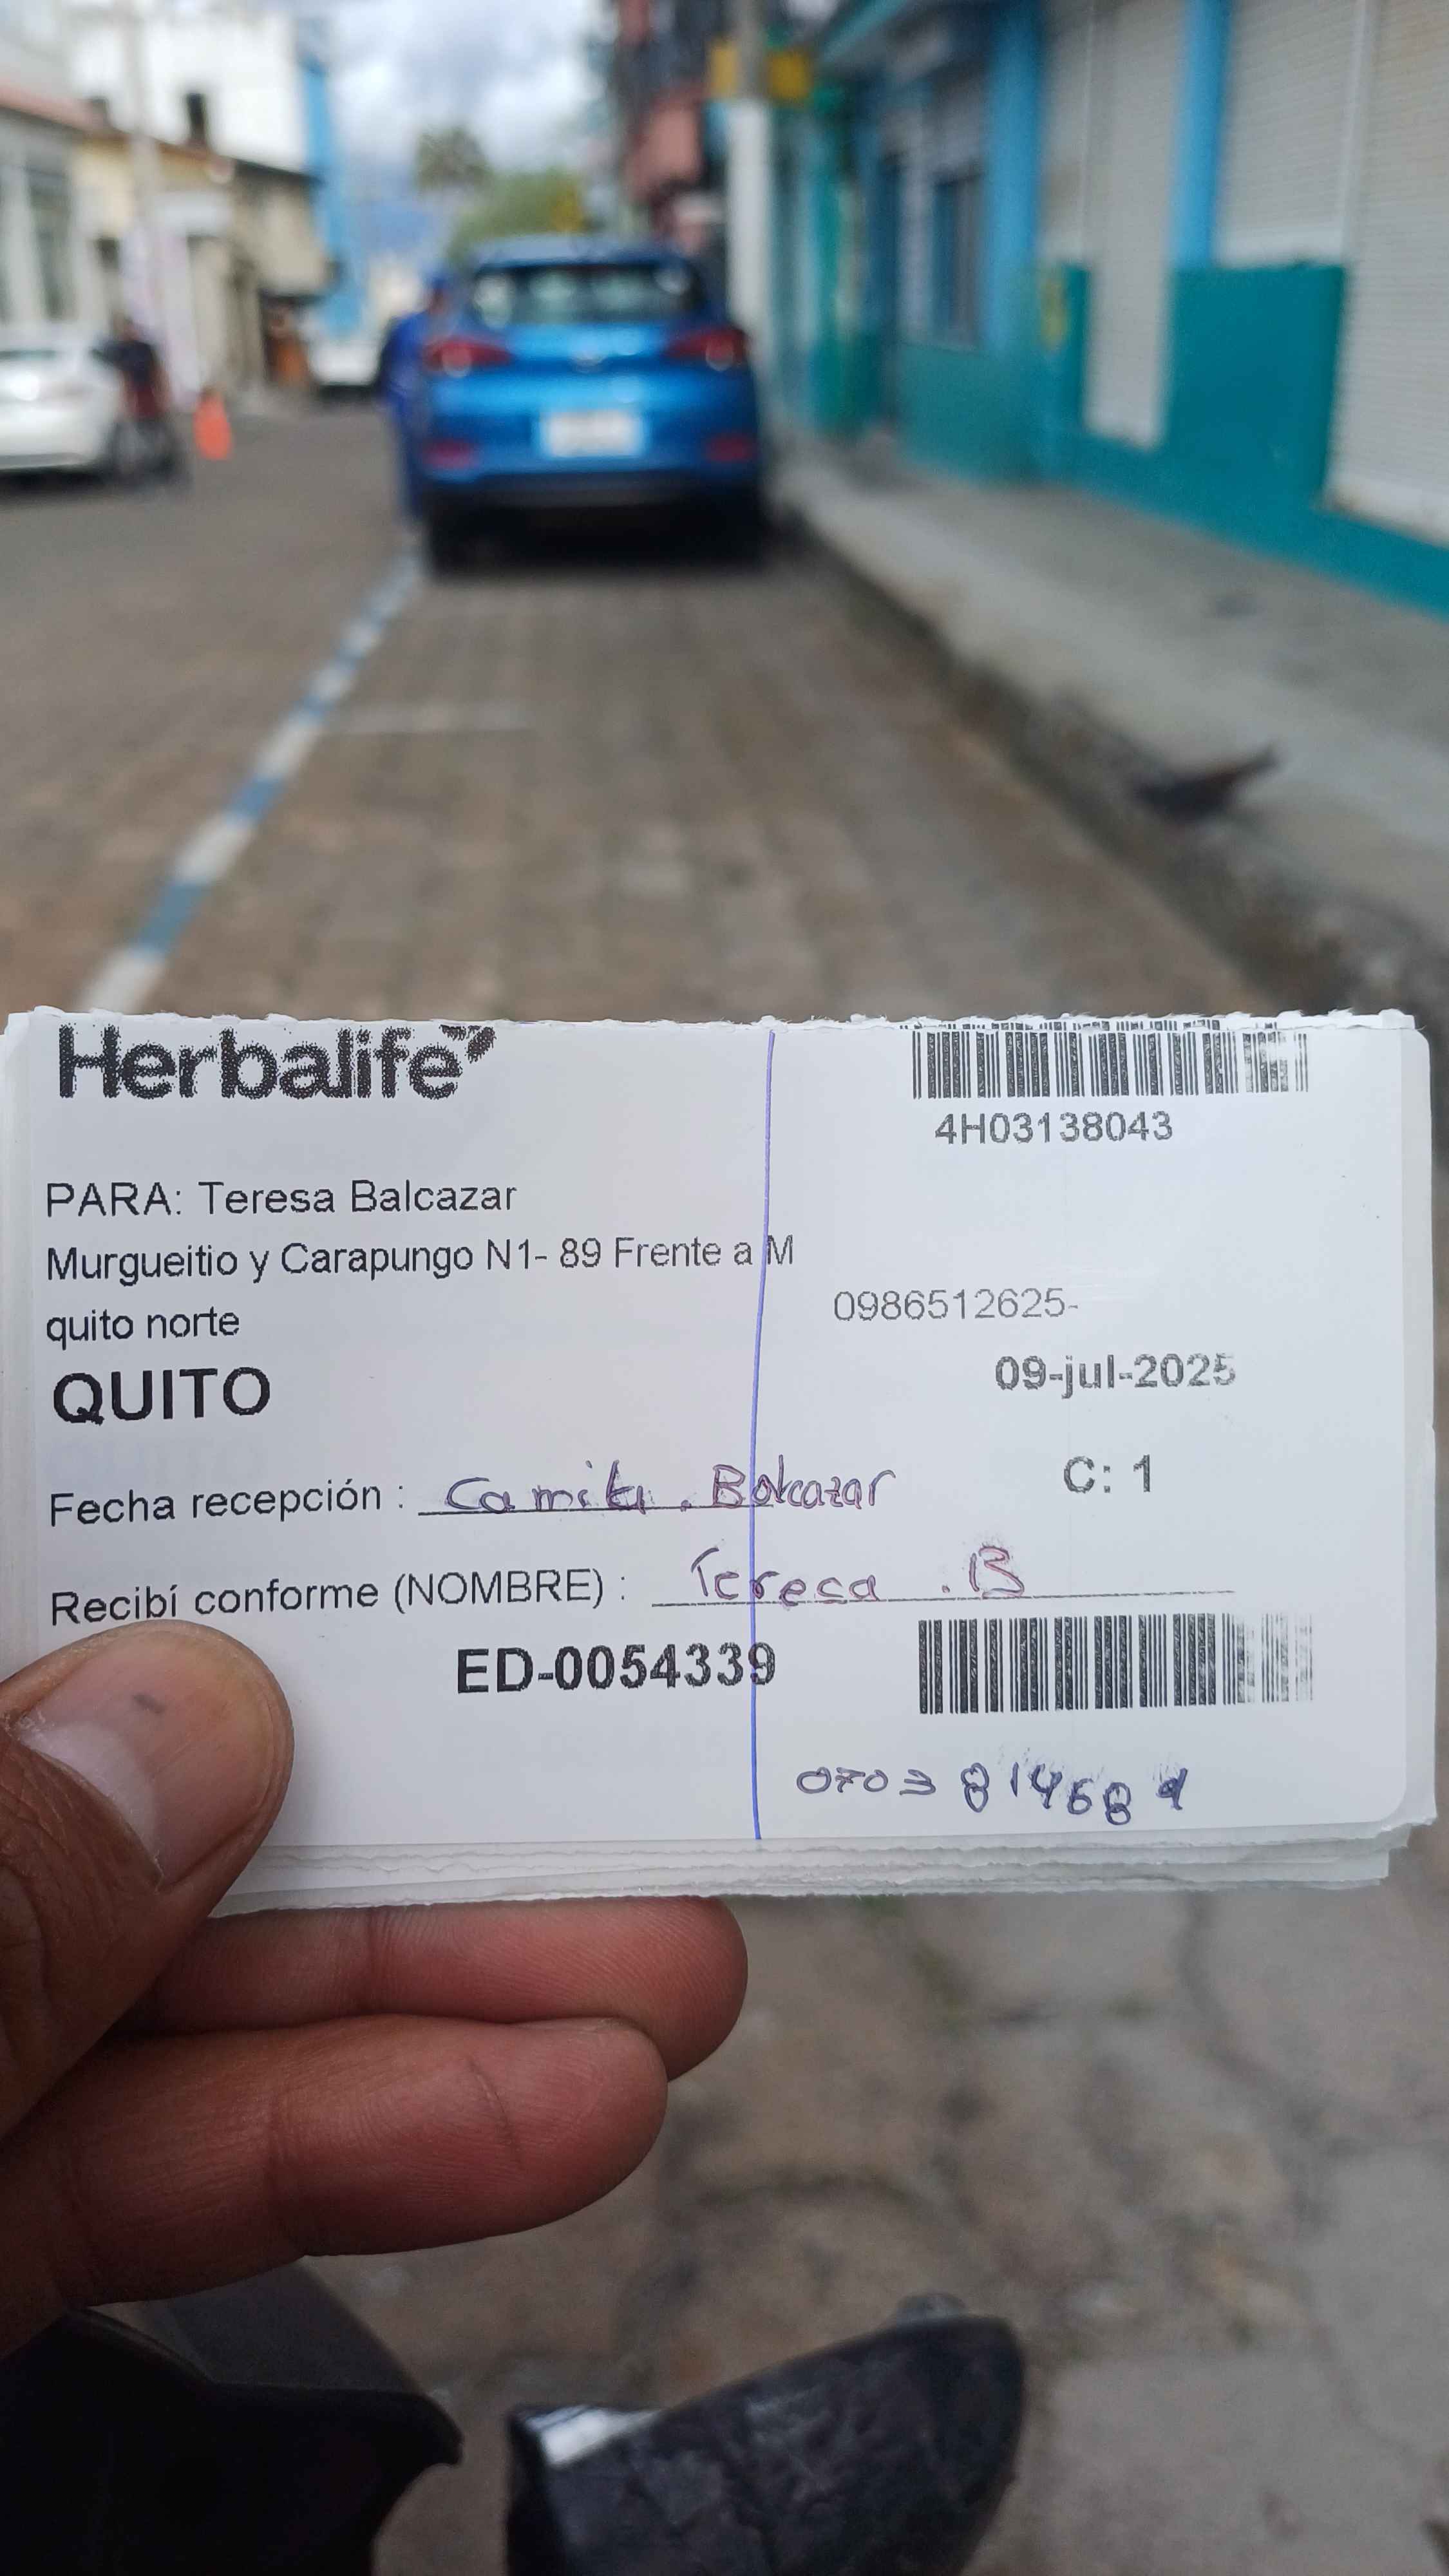 Herbalife
4H03138043
PARA: Teresa Balcazar
Murgueitio y Carapungo N1- 89 Frente a M
quito norte
0986512625-
QUITO
09-jul-2025
C: 1
Fecha recepción : Camila . Balcazar
Recibí conforme (NOMBRE) : Teresa . B
ED-0054339
0703814684